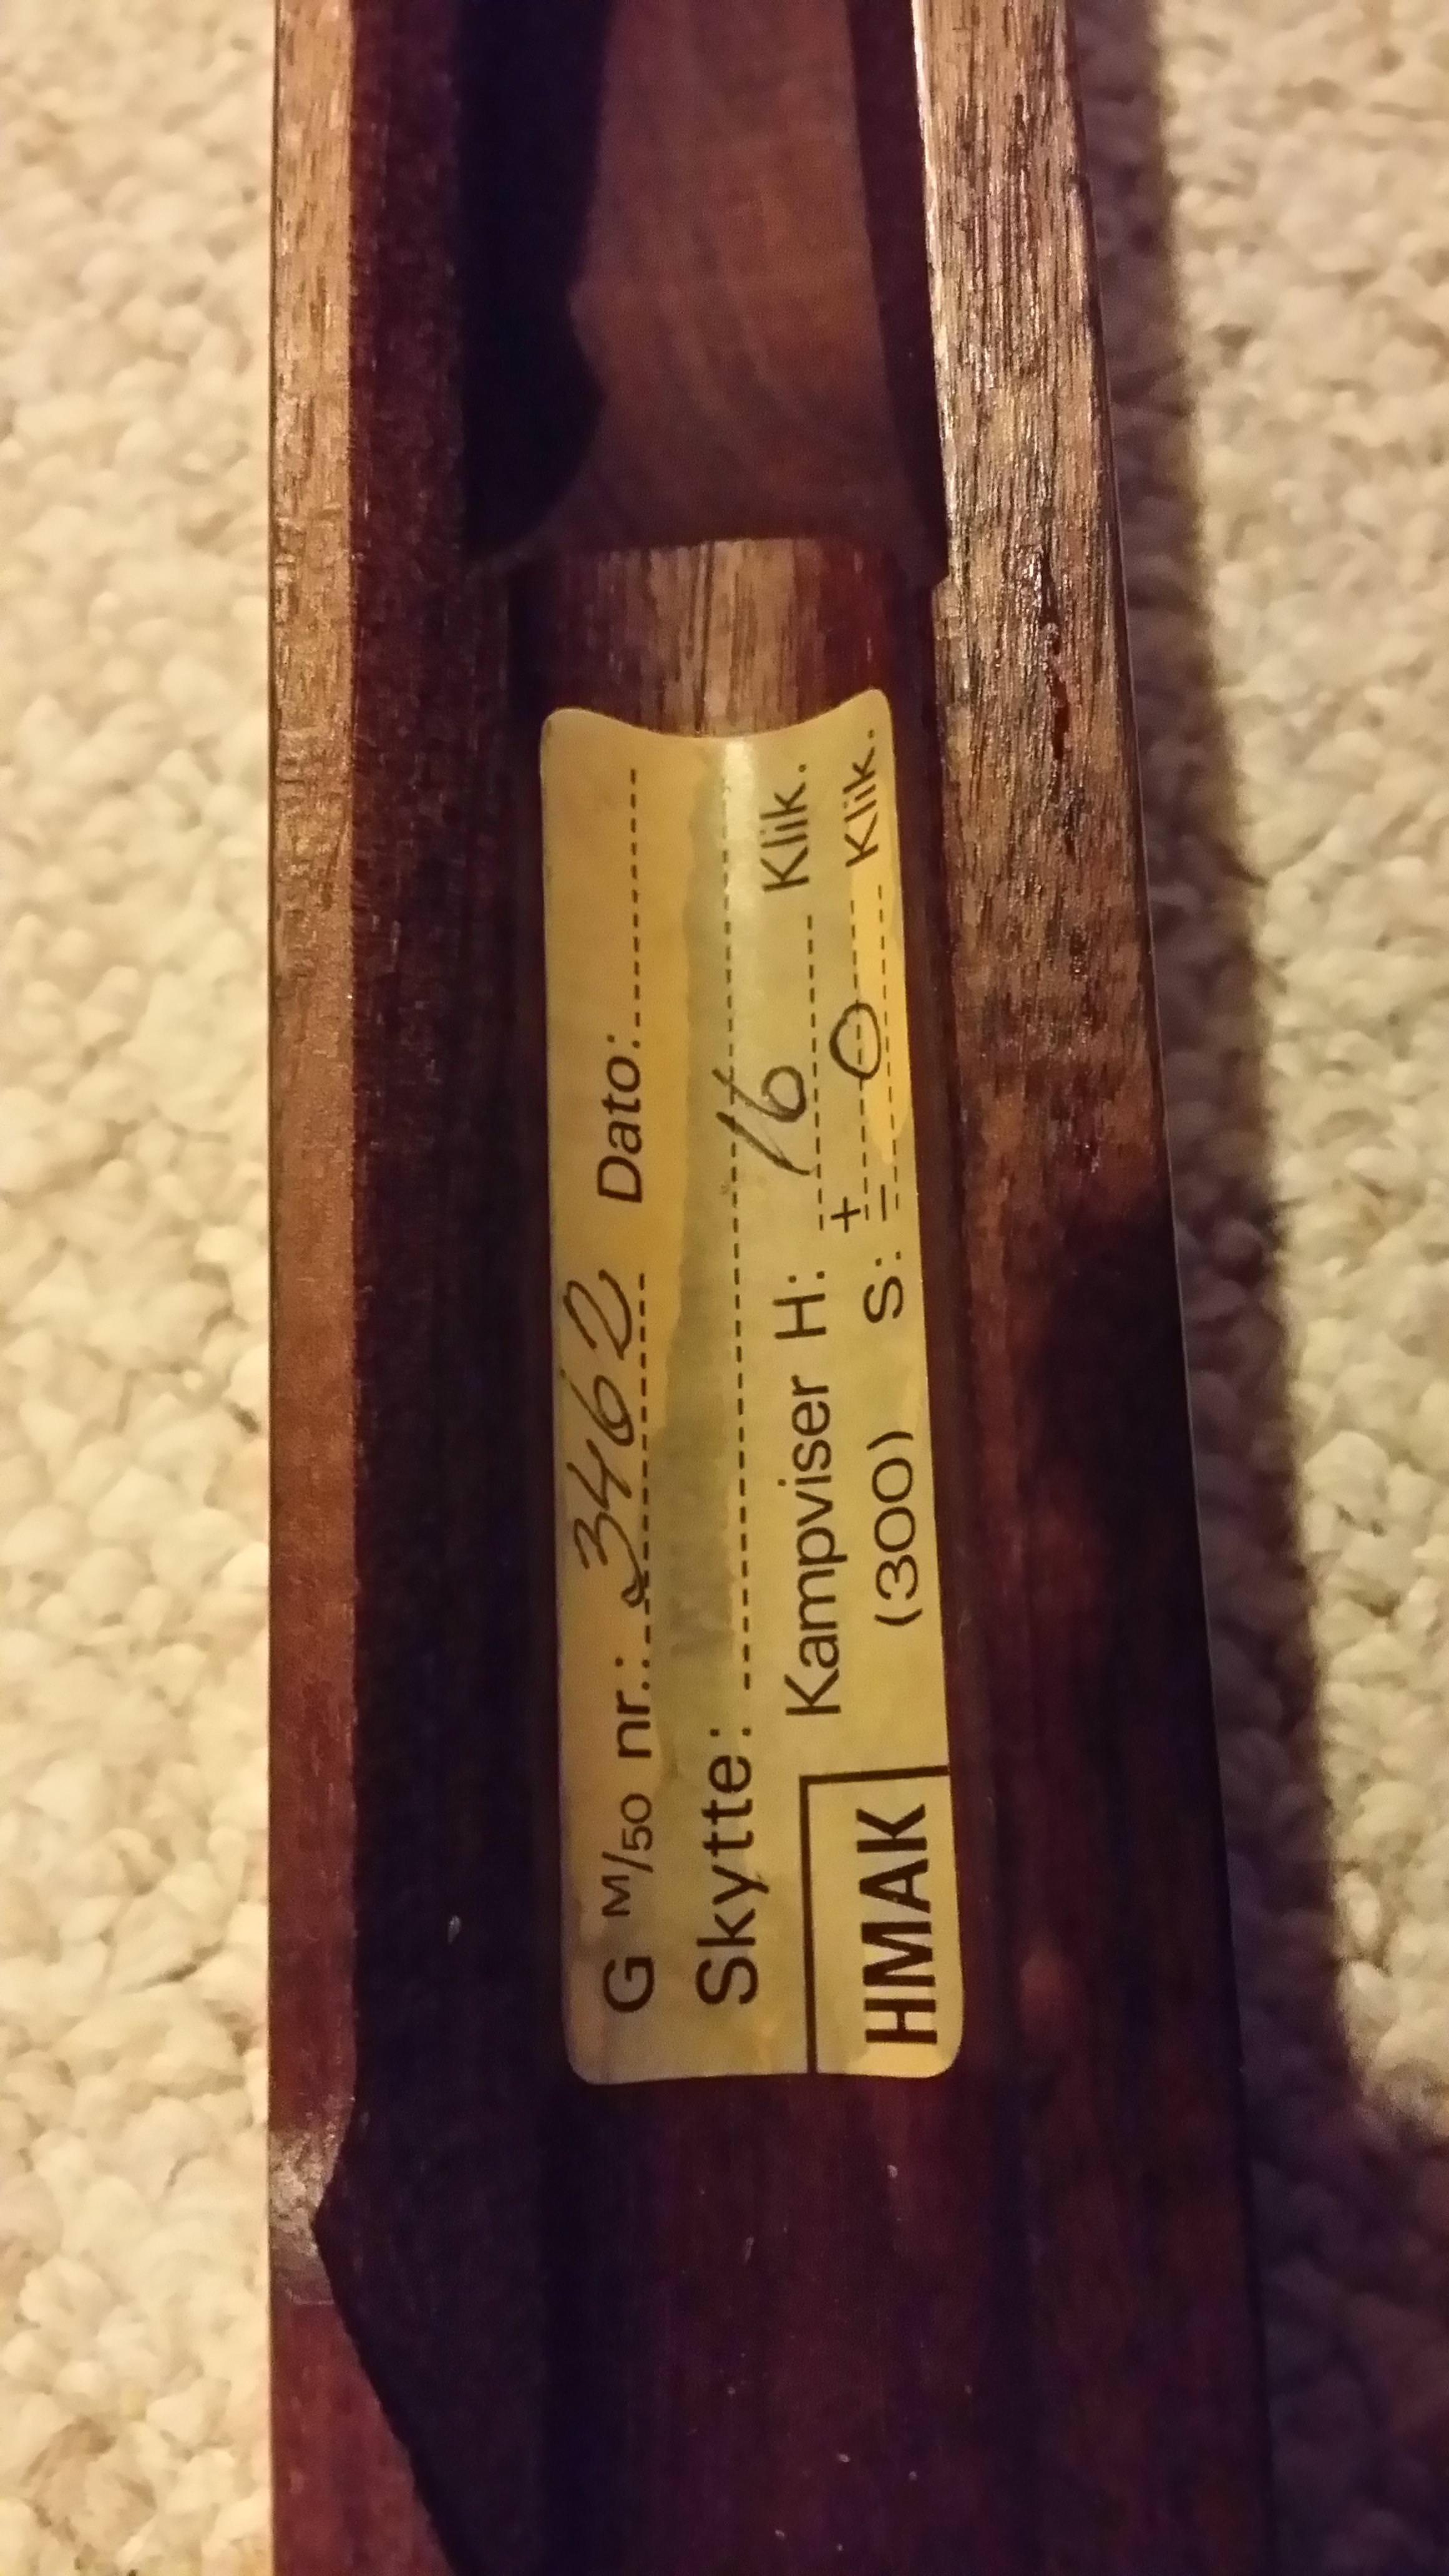 G M/50 nr.: 3462 Dato:
Skytte:
Kampviser H: 16 Klik.
(300) S: ± 0 Klik.
HMAK